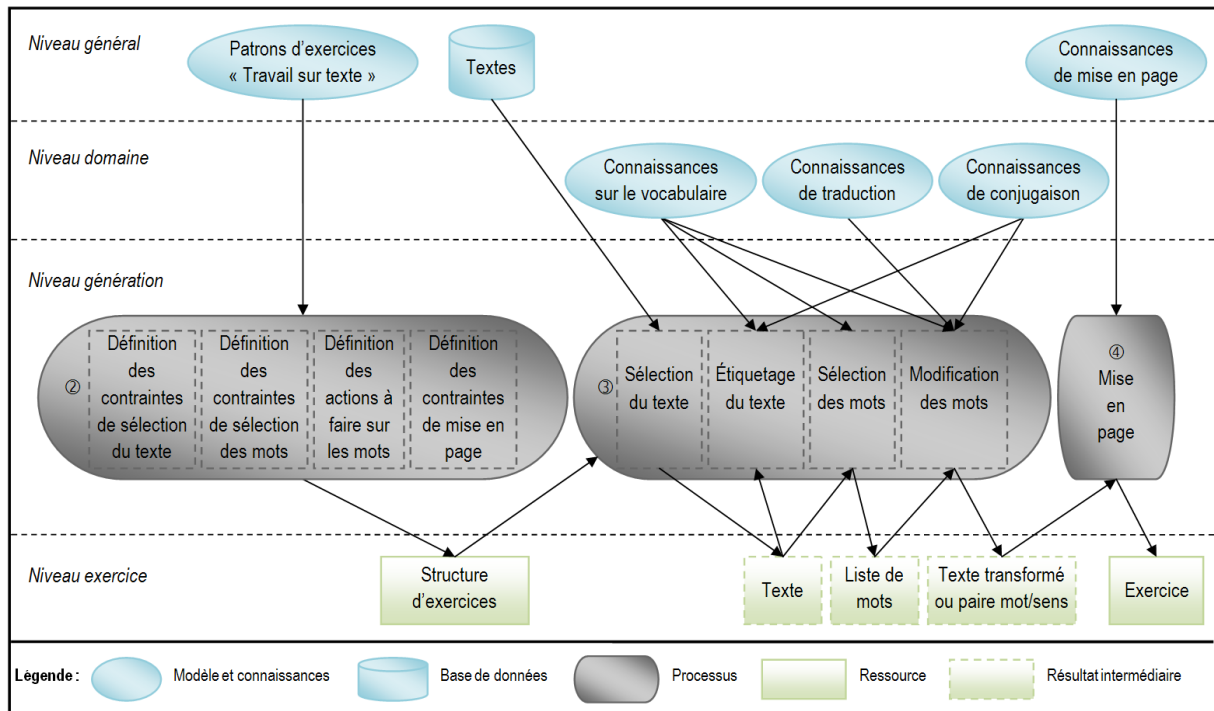 Niveau général
Patrons d'exercices
« Travail sur texte »
Textes
Connaissances
de mise en page
Niveau domaine
Connaissances
sur le vocabulaire
Connaissances
de traduction
Connaissances
de conjugaison
Niveau génération
②
Définition
des
contraintes
de sélection
du texte
Définition
des
contraintes
de sélection
des mots
Définition
des
actions à
faire sur
les mots
Définition
des
contraintes
de mise en
page
③
Sélection
du texte
Étiquetage
du texte
Sélection
des mots
Modification
des mots
④
Mise
en
page
Niveau exercice
Structure
d'exercices
Texte
Liste de
mots
Texte transformé
ou paire mot/sens
Exercice
Légende :
Modèle et connaissances
Base de données
Processus
Ressource
Résultat intermédiaire